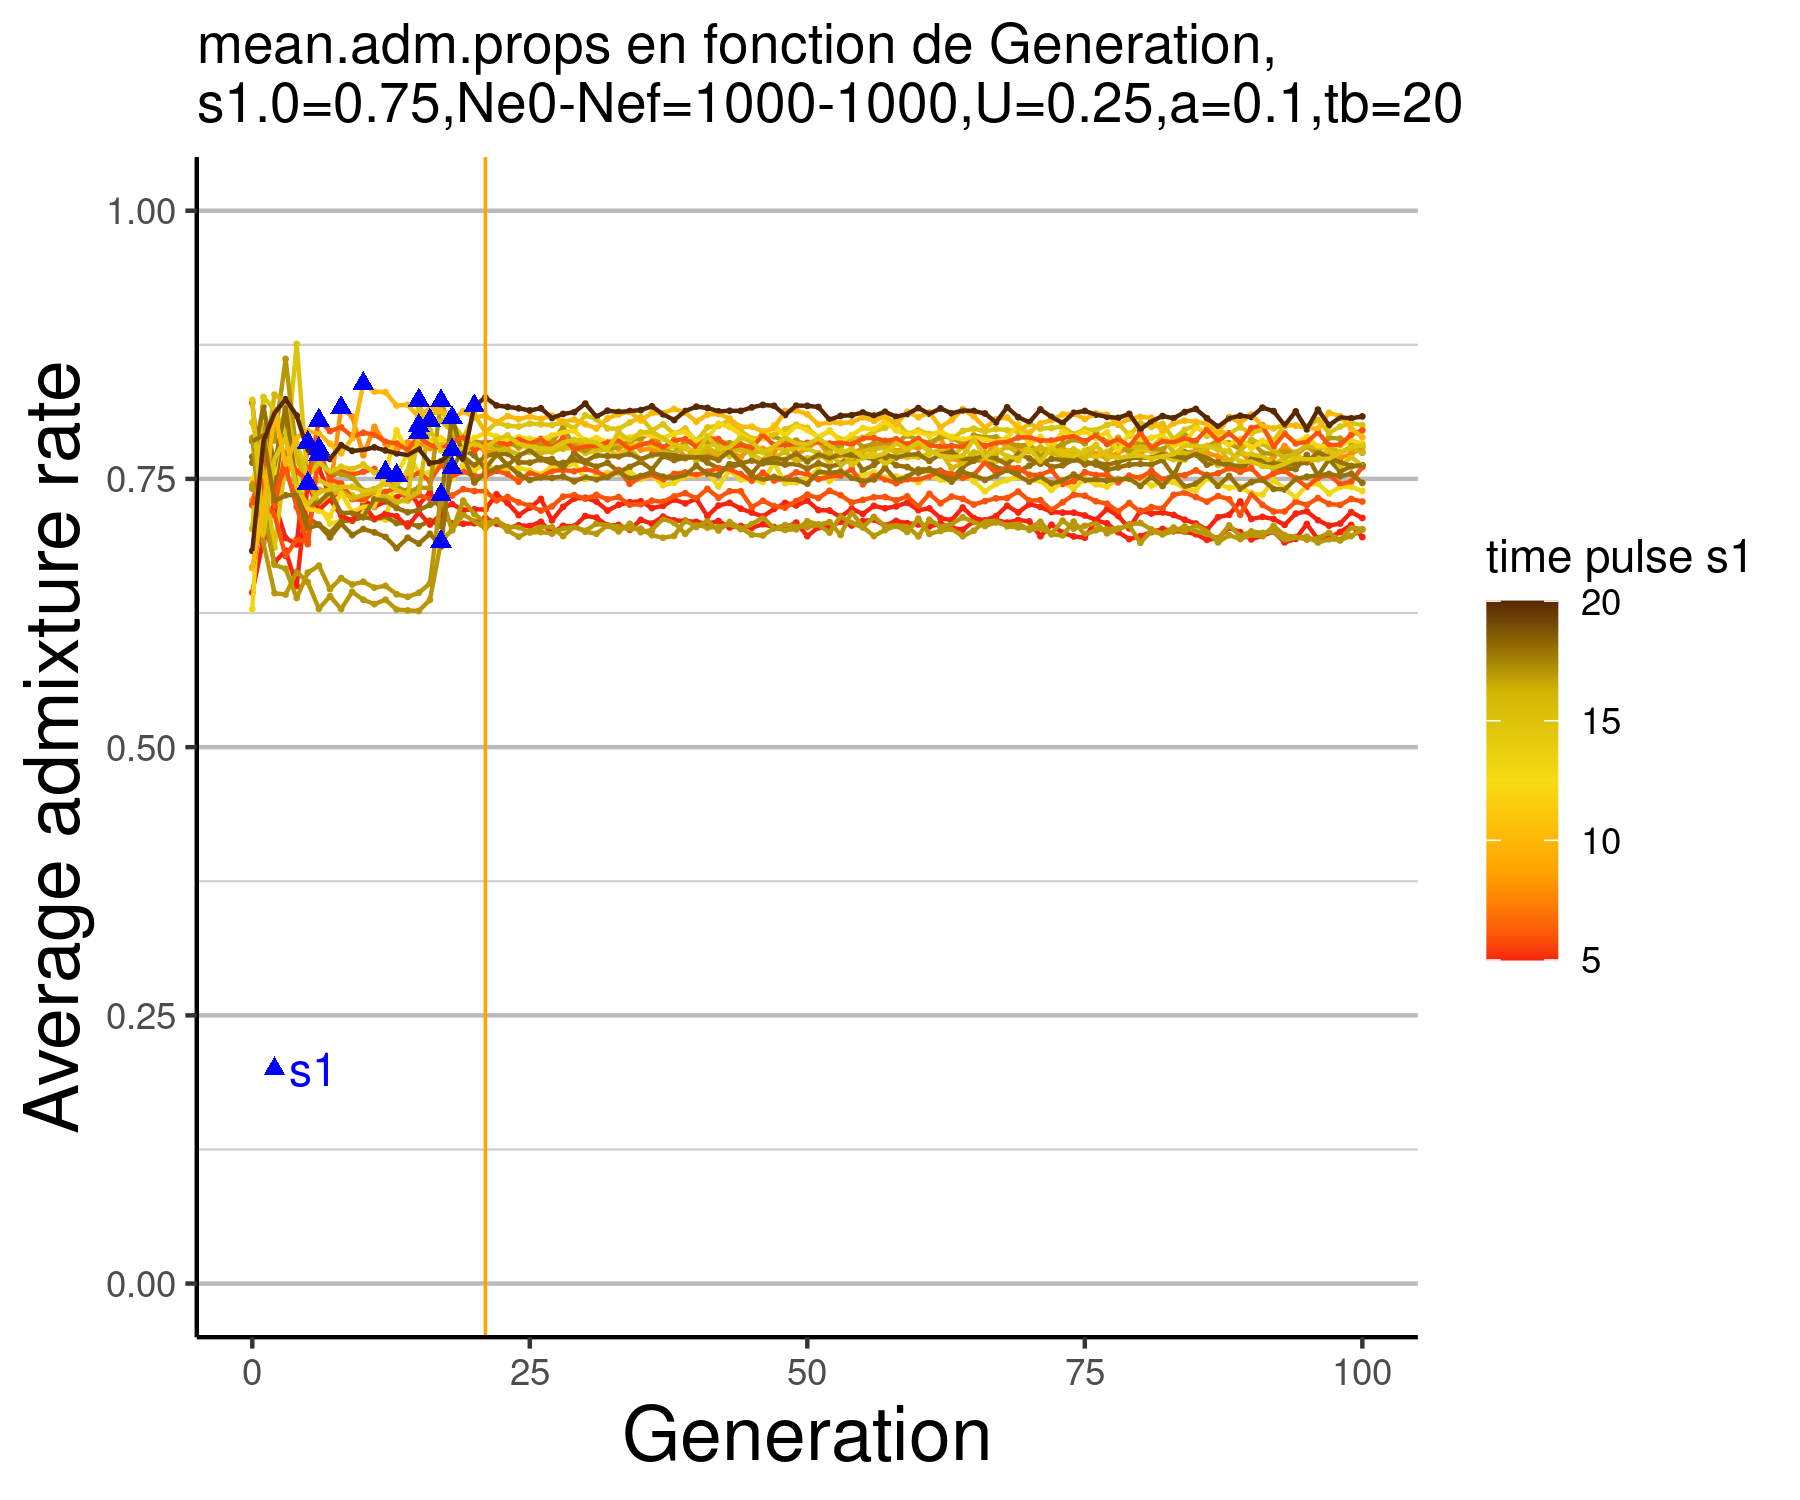 mean.adm.props en fonction de Generation,
s1.0=0.75,Ne0-Nef=1000-1000,U=0.25,a=0.1,tb=20
Average admixture rate
1.00
0.75
0.50
0.25
0.00
s1
0 25 50 75 100
Generation
time pulse s1
20
15
10
5